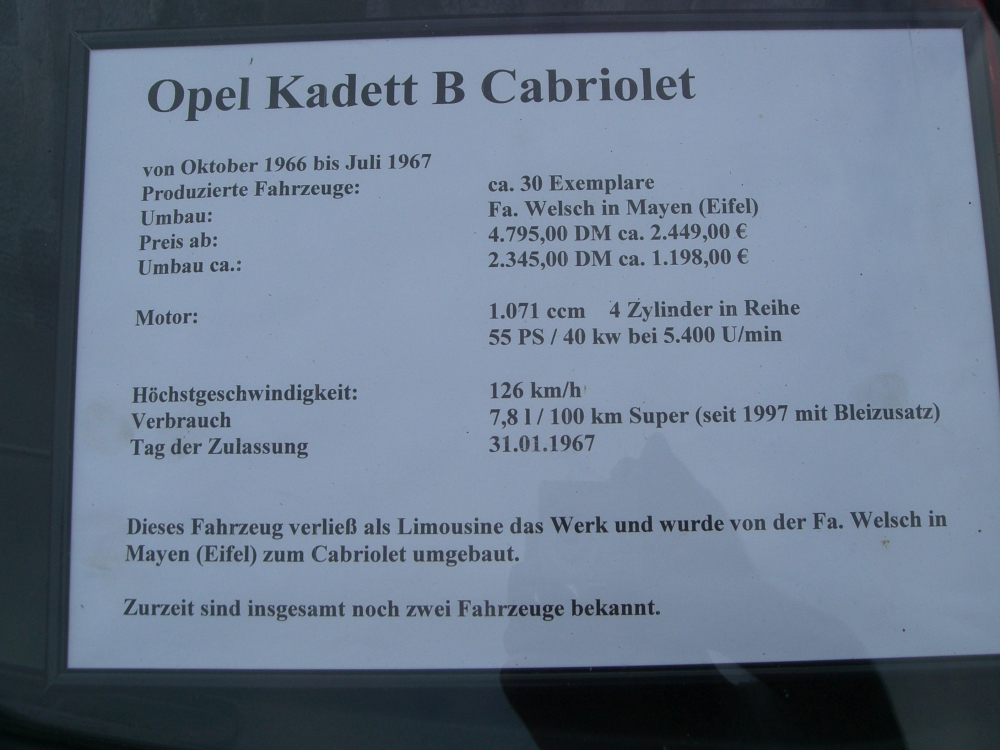 Opel Kadett B Cabriolet
von Oktober 1966 bis Juli 1967
Produzierte Fahrzeuge: ca. 30 Exemplare
Umbau: Fa. Welsch in Mayen (Eifel)
Preis ab: 4.795,00 DM ca. 2.449,00 €
Umbau ca.: 2.345,00 DM ca. 1.198,00 €
Motor: 1.071 ccm 4 Zylinder in Reihe
55 PS / 40 kw bei 5.400 U/min
Höchstgeschwindigkeit: 126 km/h
Verbrauch 7,8 l / 100 km Super (seit 1997 mit Bleizusatz)
Tag der Zulassung 31.01.1967
Dieses Fahrzeug verließ als Limousine das Werk und wurde von der Fa. Welsch in
Mayen (Eifel) zum Cabriolet umgebaut.
Zurzeit sind insgesamt noch zwei Fahrzeuge bekannt.